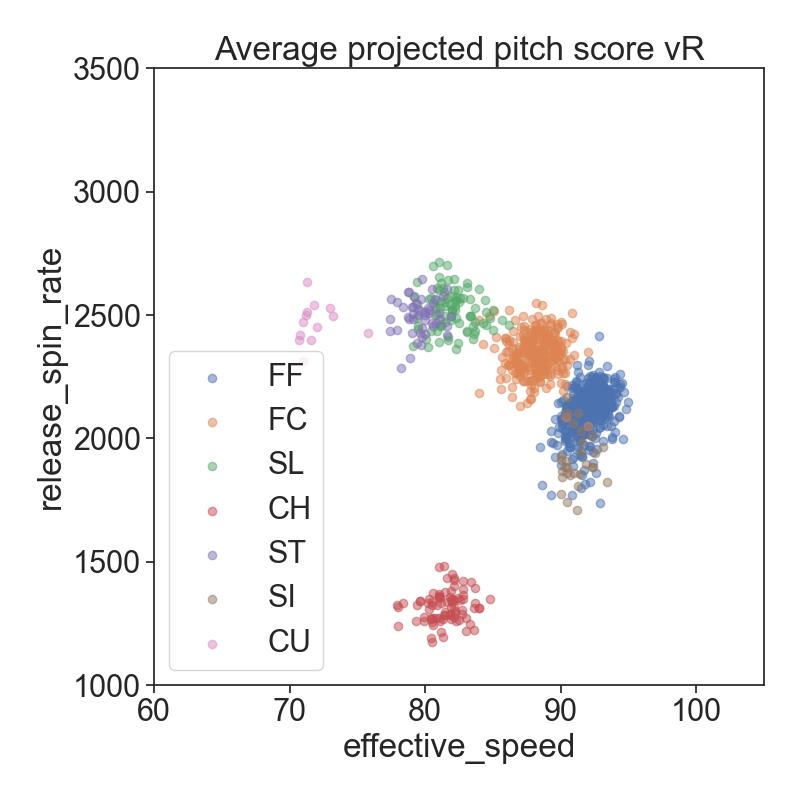 Average projected pitch score vR
release_spin_rate
3500
3000
2500
2000
1500
1000
FF
FC
SL
CH
ST
SI
CU
60 70 80 90 100
effective_speed